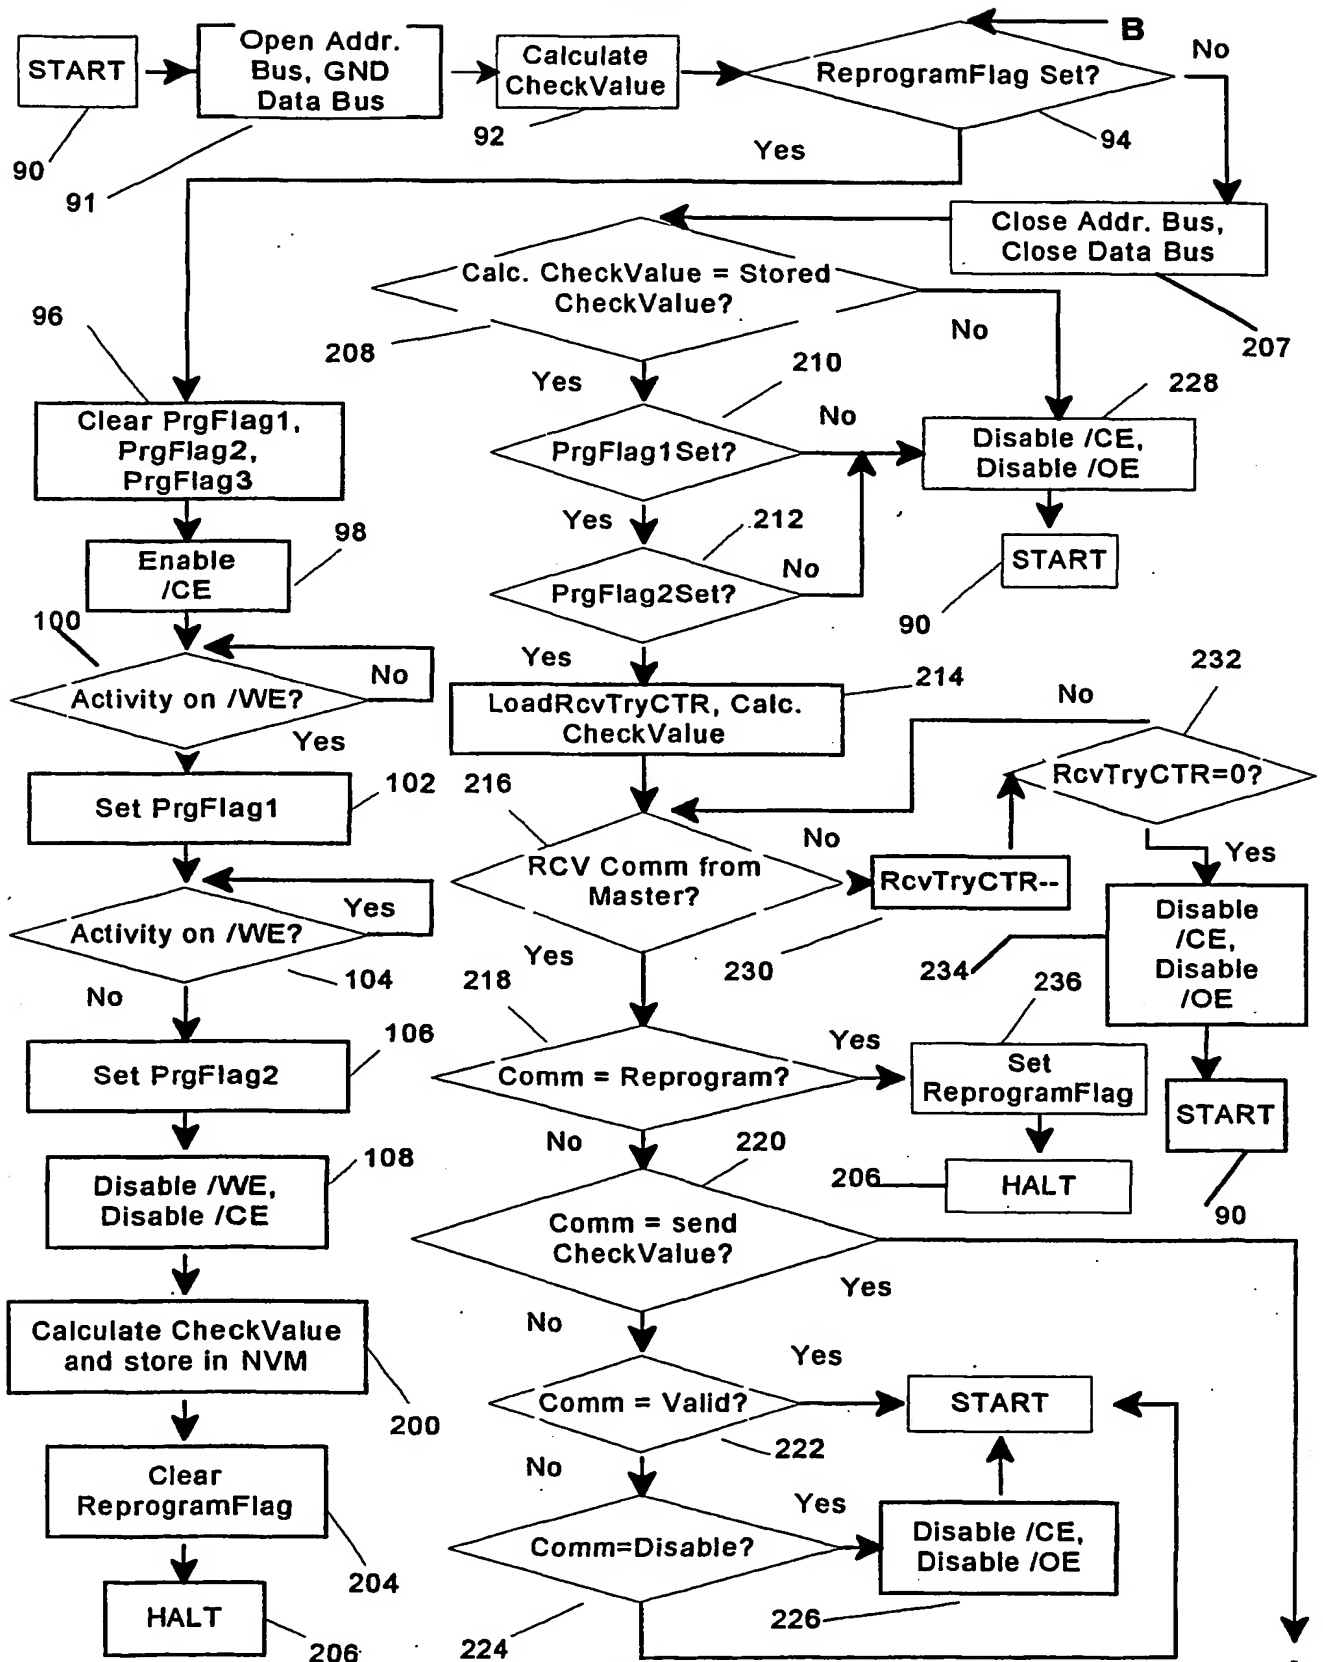 START
Open Addr.
Bus, GND
Data Bus
Calculate
CheckValue
B
ReprogramFlag Set?
No
90
91
92
94
Yes
Close Addr. Bus,
Close Data Bus
207
Calc. CheckValue = Stored
CheckValue?
208
No
Yes
96
Clear PrgFlag1,
PrgFlag2,
PrgFlag3
210
PrgFlag1Set?
No
228
Disable /CE,
Disable /OE
START
90
Yes
212
PrgFlag2Set?
No
Yes
98
Enable
/CE
100
Activity on /WE?
No
Yes
102
Set PrgFlag1
Activity on /WE?
Yes
104
No
106
Set PrgFlag2
108
Disable /WE,
Disable /CE
Calculate CheckValue
and store in NVM
200
Clear
ReprogramFlag
204
HALT
206
214
LoadRcvTryCTR, Calc.
CheckValue
216
RCV Comm from
Master?
No
RcvTryCTR--
230
232
No
RcvTryCTR=0?
Yes
Disable
/CE,
Disable
/OE
234
START
90
Yes
218
Comm = Reprogram?
Yes
236
Set
ReprogramFlag
HALT
206
No
220
Comm = send
CheckValue?
Yes
No
Comm = Valid?
Yes
222
START
No
Comm=Disable?
Yes
224
Disable /CE,
Disable /OE
226